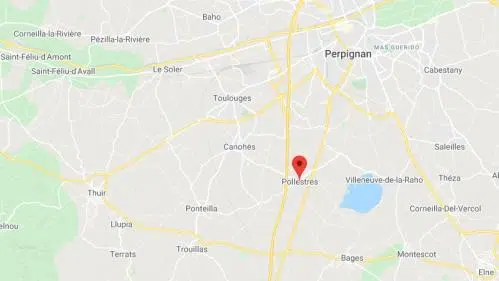 Baho
Corneilla-de-la-Rivière
Pézilla-la-Rivière
MAS GUERIDO
Perpignan
Saint-Féliu-d'Amont
Le Soler
Saint-Féliu-d'Avall
Cabestany
Toulouges
Canohès
Saleilles
Pollestres
Villeneuve-de-la-Raho
Théza
Thuir
Ponteilla
Corneilla-Del-Vercol
Llupia
Trouillas
Terrats
Bages
Montescot
Elne